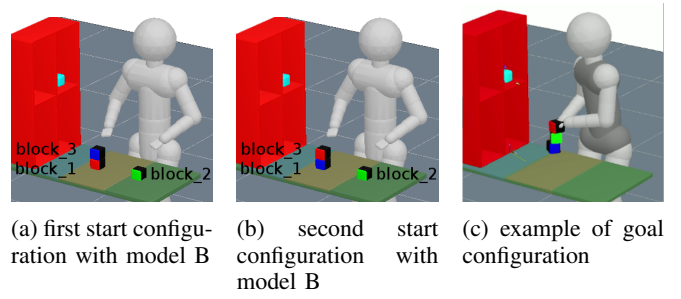 block_3
block_1
block_2
block_3
block_1
block_2
(a) first start configu-
ration with model B
(b) second start
configuration with
model B
(c) example of goal
configuration